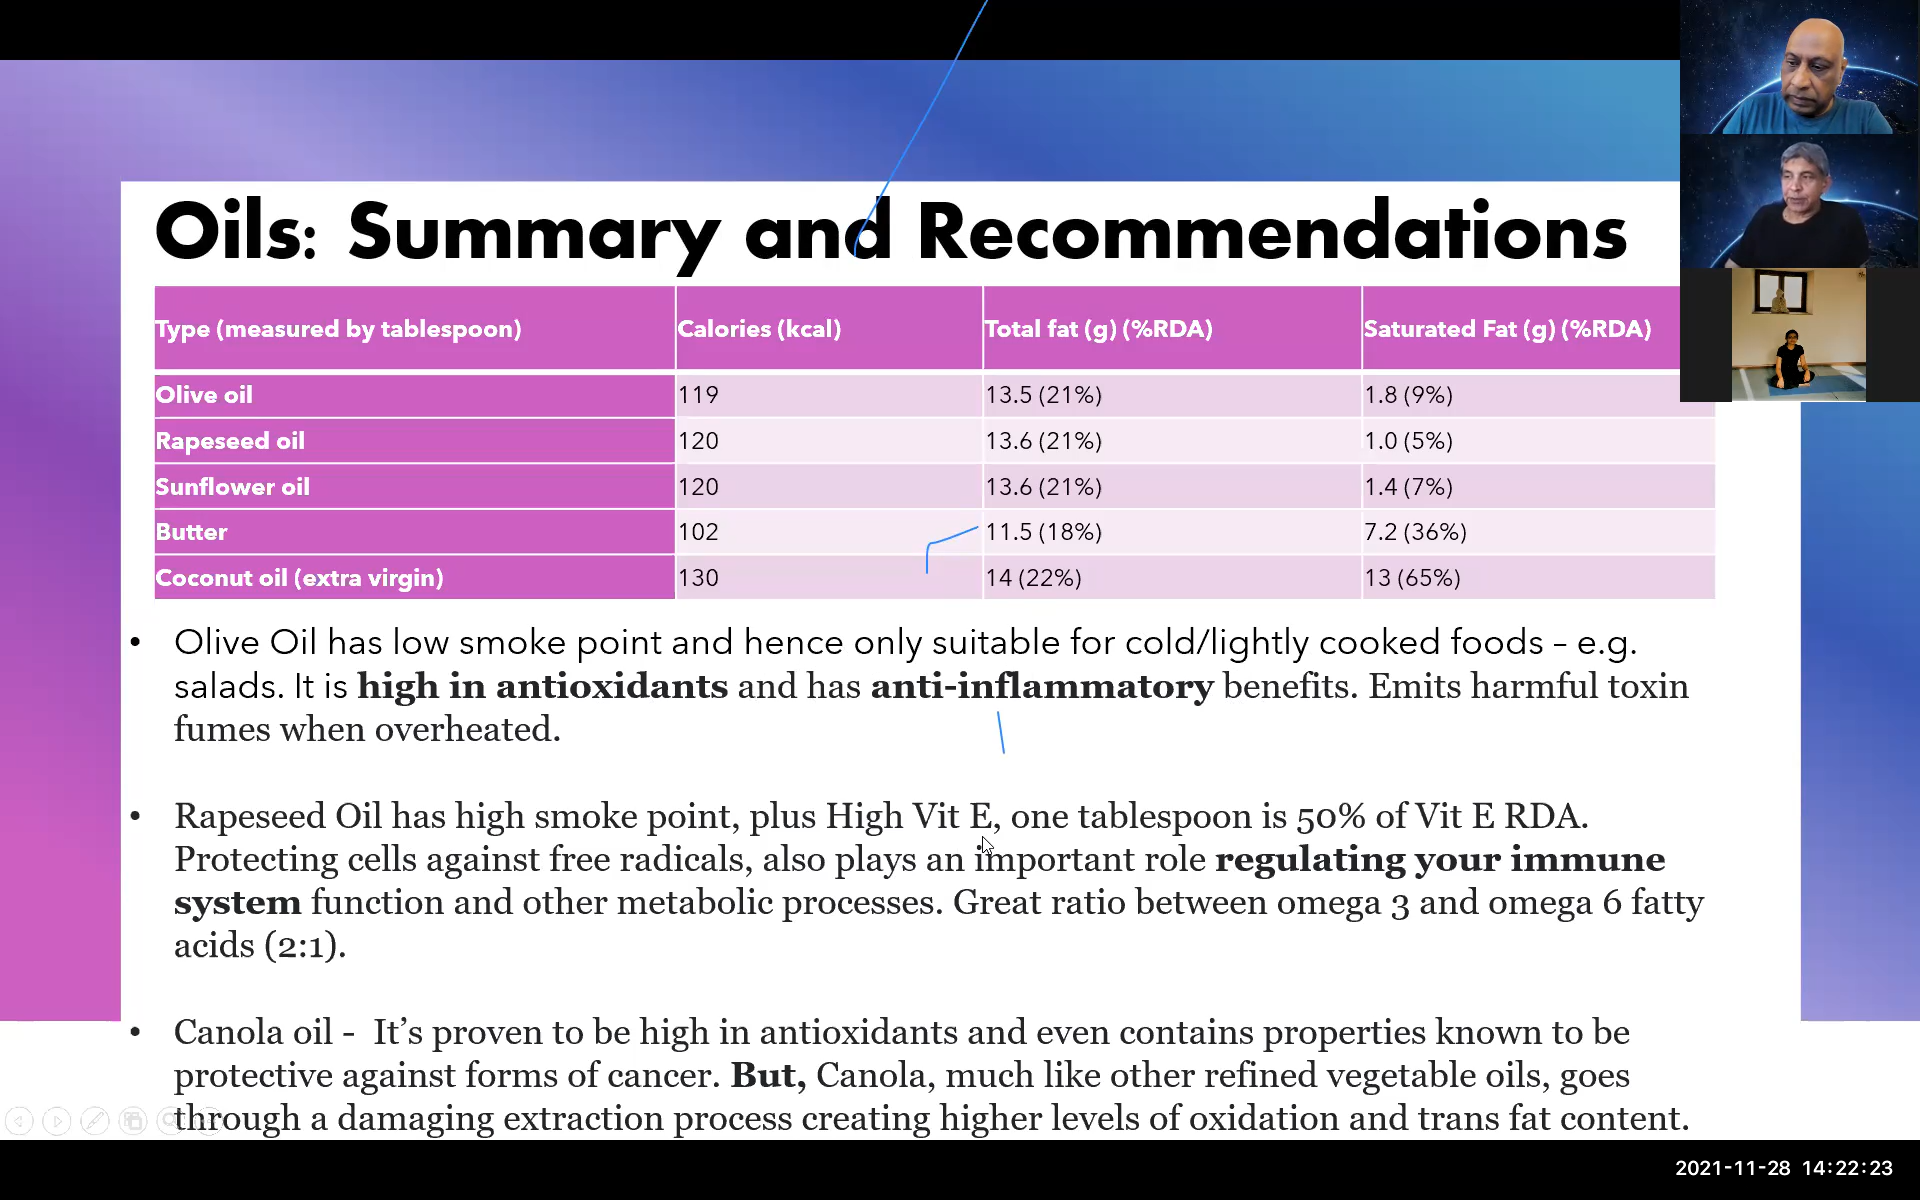 Oils: Summary and Recommendations
Type (measured by tablespoon) Calories (kcal) Total fat (g) (%RDA) Saturated Fat (g) (%RDA)
Olive oil 119 13.5 (21%) 1.8 (9%)
Rapeseed oil 120 13.6 (21%) 1.0 (5%)
Sunflower oil 120 13.6 (21%) 1.4 (7%)
Butter 102 11.5 (18%) 7.2 (36%)
Coconut oil (extra virgin) 130 14 (22%) 13 (65%)
• Olive Oil has low smoke point and hence only suitable for cold/lightly cooked foods – e.g.
salads. It is high in antioxidants and has anti-inflammatory benefits. Emits harmful toxin
fumes when overheated.
• Rapeseed Oil has high smoke point, plus High Vit E, one tablespoon is 50% of Vit E RDA.
Protecting cells against free radicals, also plays an important role regulating your immune
system function and other metabolic processes. Great ratio between omega 3 and omega 6 fatty
acids (2:1).
• Canola oil - It’s proven to be high in antioxidants and even contains properties known to be
protective against forms of cancer. But, Canola, much like other refined vegetable oils, goes
through a damaging extraction process creating higher levels of oxidation and trans fat content.
2021-11-28 14:22:23